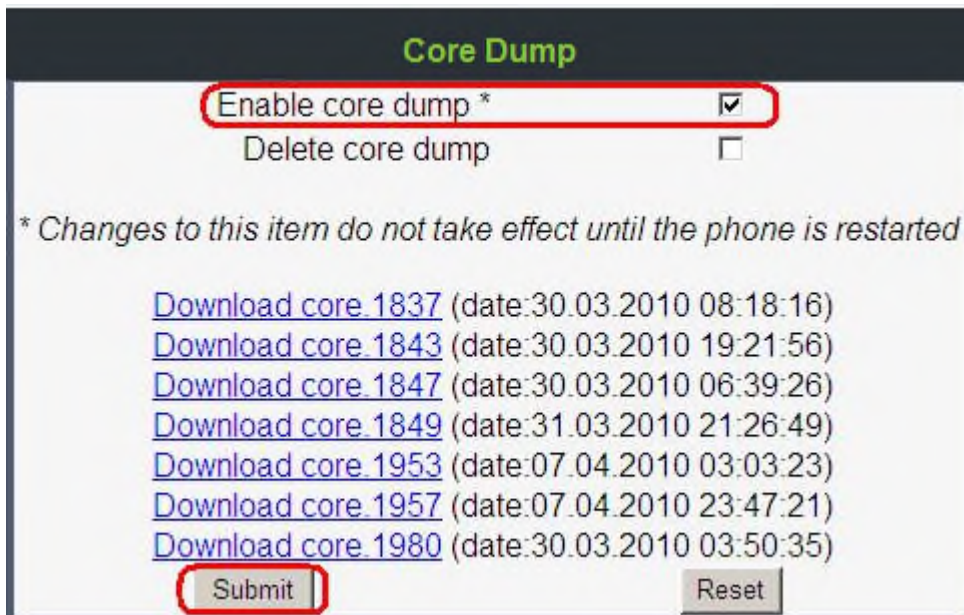 Core Dump
Enable core dump *
Delete core dump
* Changes to this item do not take effect until the phone is restarted
Download core.1837 (date:30.03.2010 08:18:16)
Download core.1843 (date:30.03.2010 19:21:56)
Download core.1847 (date:30.03.2010 06:39:26)
Download core.1849 (date:31.03.2010 21:26:49)
Download core.1953 (date:07.04.2010 03:03:23)
Download core.1957 (date:07.04.2010 23:47:21)
Download core.1980 (date:30.03.2010 03:50:35)
Submit Reset